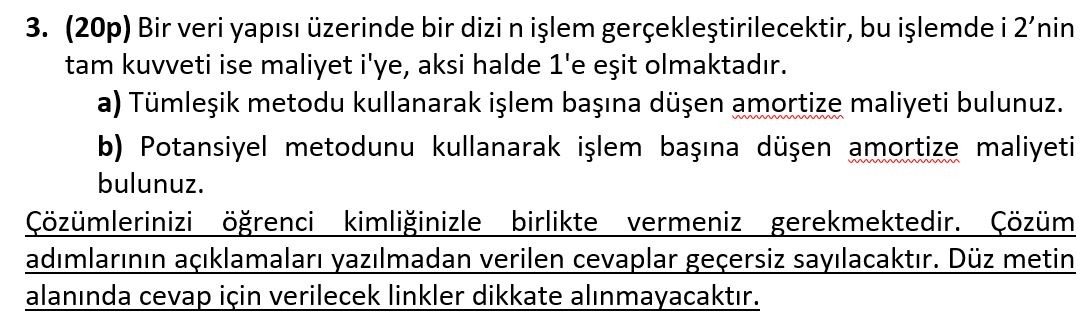 3. (20p) Bir veri yapısı üzerinde bir dizi n işlem gerçekleştirilecektir, bu işlemde i 2’nin
tam kuvveti ise maliyet i'ye, aksi halde 1'e eşit olmaktadır.
a) Tümleşik metodu kullanarak işlem başına düşen amortize maliyeti bulunuz.
b) Potansiyel metodunu kullanarak işlem başına düşen amortize maliyeti
bulunuz.
Çözümlerinizi öğrenci kimliğinizle birlikte vermeniz gerekmektedir. Çözüm
adımlarının açıklamaları yazılmadan verilen cevaplar geçersiz sayılacaktır. Düz metin
alanında cevap için verilecek linkler dikkate alınmayacaktır.